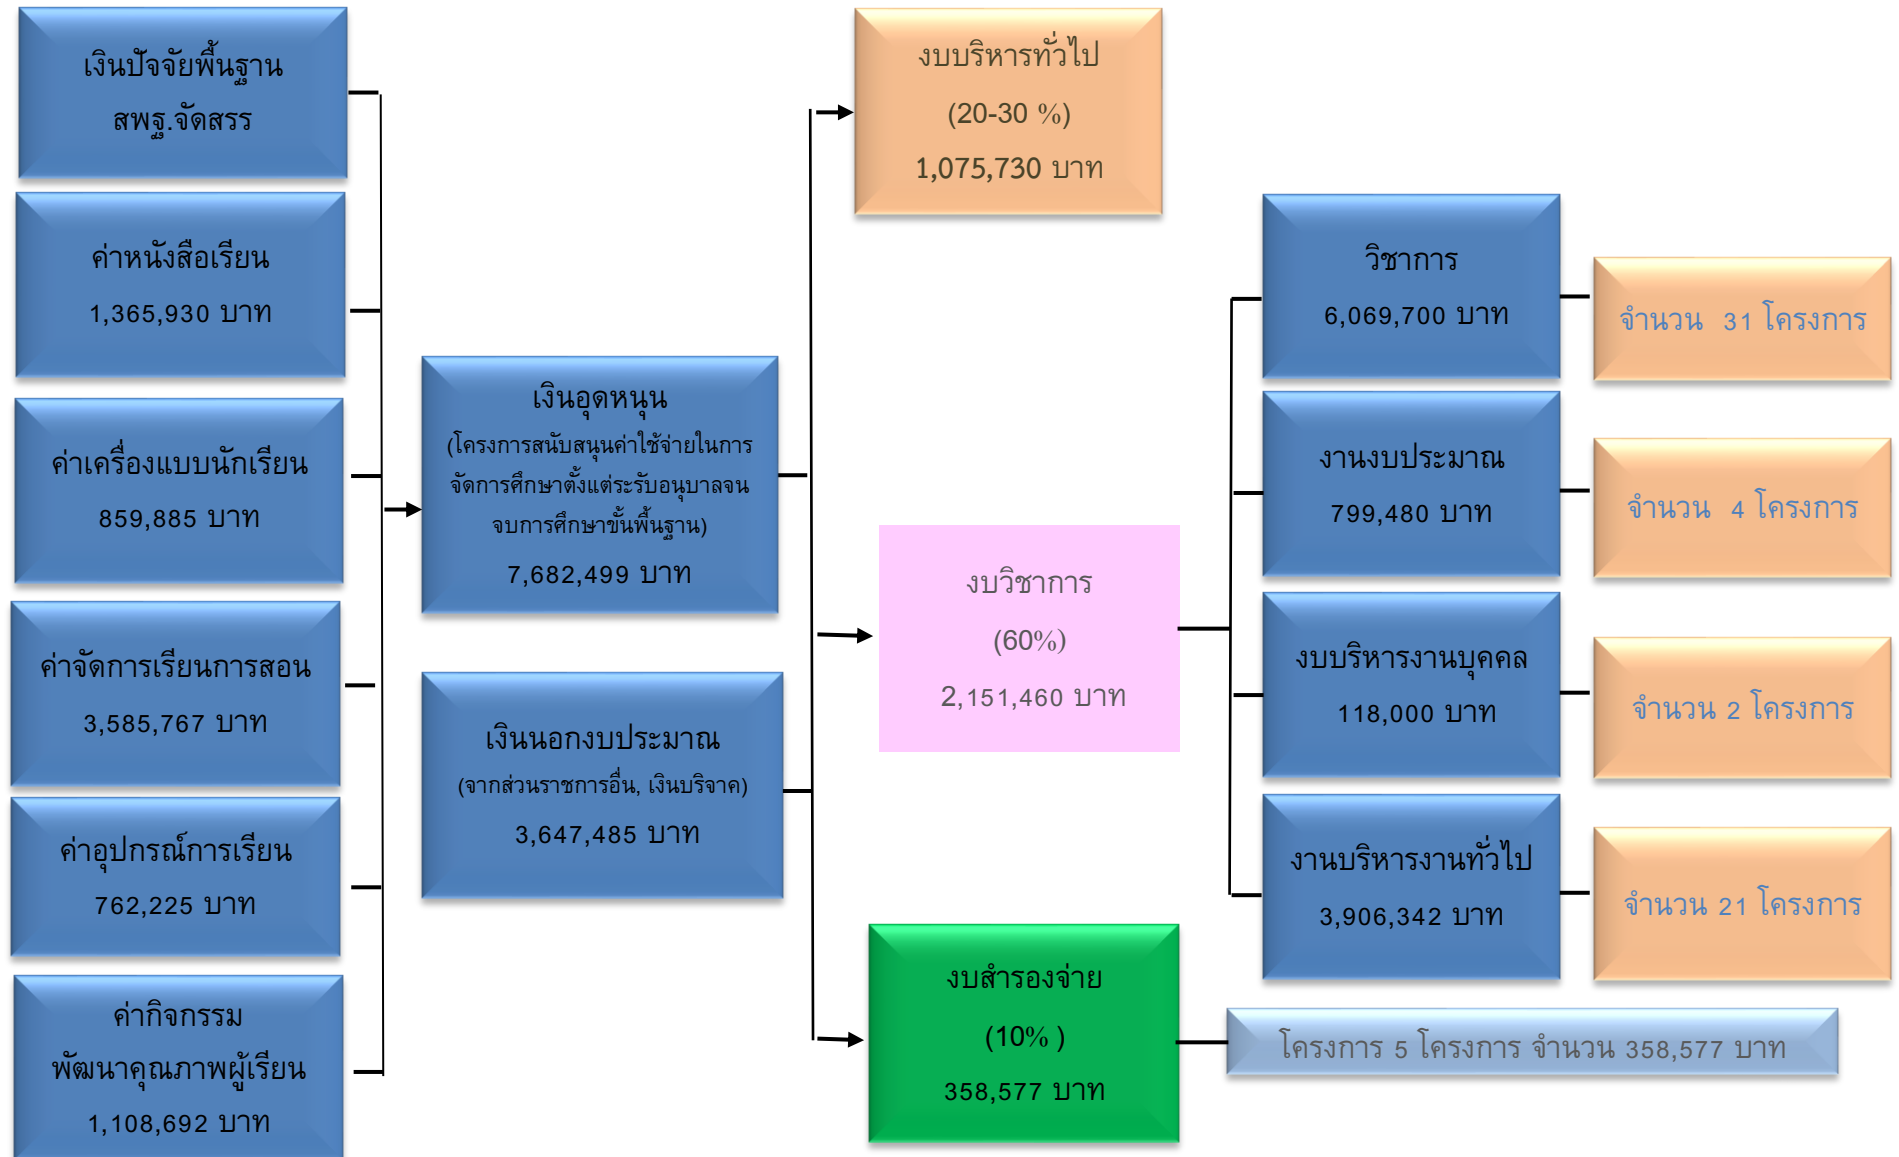 เงินปัจจัยพื้นฐาน
สพฐ.จัดสรร
ค่าหนังสือเรียน
1,365,930 บาท
ค่าเครื่องแบบนักเรียน
859,885 บาท
ค่าจัดการเรียนการสอน
3,585,767 บาท
ค่าอุปกรณ์การเรียน
762,225 บาท
ค่ากิจกรรม
พัฒนาคุณภาพผู้เรียน
1,108,692 บาท
เงินอุดหนุน
(โครงการสนับสนุนค่าใช้จ่ายในการ
จัดการศึกษาตั้งแต่ระรับอนุบาลจน
จบการศึกษาขั้นพื้นฐาน)
7,682,499 บาท
เงินนอกงบประมาณ
(จากส่วนราชการอื่น, เงินบริจาค)
3,647,485 บาท
งบบริหารทั่วไป
(20-30 %)
1,075,730 บาท
งบวิชาการ
(60%)
2,151,460 บาท
งบสำรองจ่าย
(10% )
358,577 บาท
วิชาการ
6,069,700 บาท
จำนวน 31 โครงการ
งานงบประมาณ
799,480 บาท
จำนวน 4 โครงการ
งบบริหารงานบุคคล
118,000 บาท
จำนวน 2 โครงการ
งานบริหารงานทั่วไป
3,906,342 บาท
จำนวน 21 โครงการ
โครงการ 5 โครงการ จำนวน 358,577 บาท